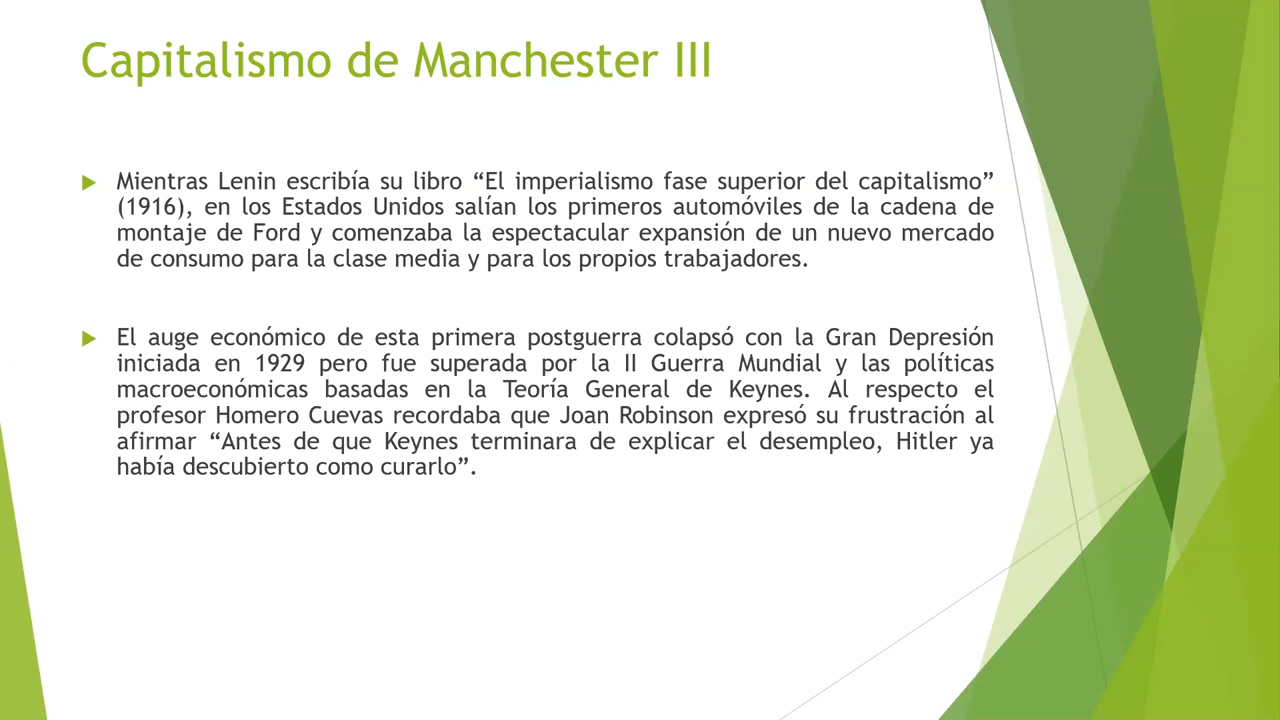 Capitalismo de Manchester III
Mientras Lenin escribía su libro “El imperialismo fase superior del capitalismo”
(1916), en los Estados Unidos salían los primeros automóviles de la cadena de
montaje de Ford y comenzaba la espectacular expansión de un nuevo mercado
de consumo para la clase media y para los propios trabajadores.
El auge económico de esta primera postguerra colapsó con la Gran Depresión
iniciada en 1929 pero fue superada por la II Guerra Mundial y las políticas
macroeconómicas basadas en la Teoría General de Keynes. Al respecto el
profesor Homero Cuevas recordaba que Joan Robinson expresó su frustración al
afirmar “Antes de que Keynes terminara de explicar el desempleo, Hitler ya
había descubierto como curarlo”.